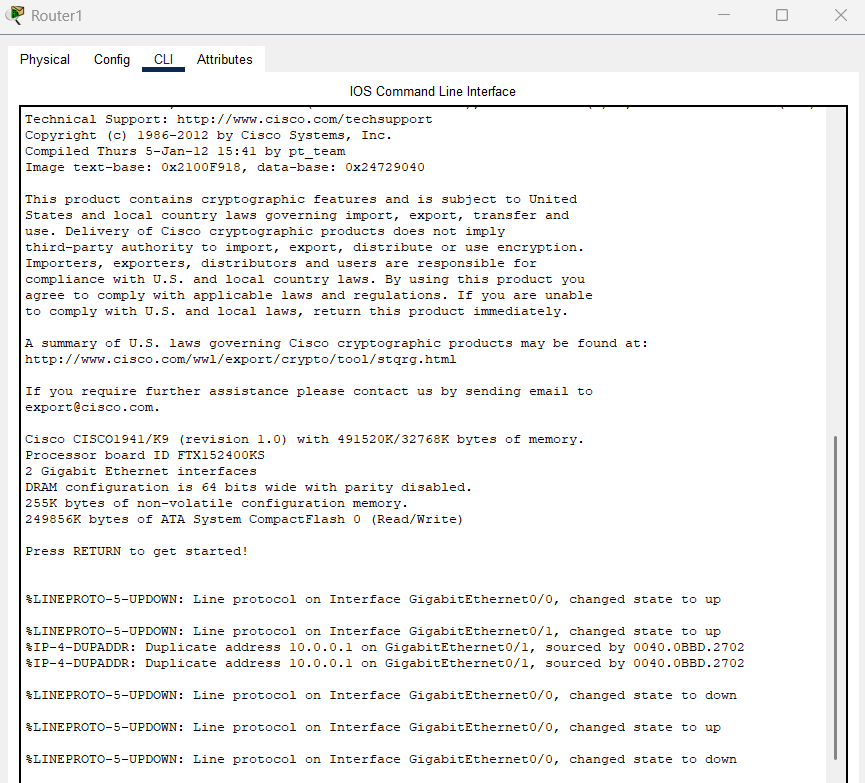 Router1
Physical Config CLI Attributes
IOS Command Line Interface
Technical Support: http://www.cisco.com/techsupport
Copyright (c) 1986-2012 by Cisco Systems, Inc.
Compiled Thurs 5-Jan-12 15:41 by pt_team
Image text-base: 0x2100F918, data-base: 0x24729040
This product contains cryptographic features and is subject to United
States and local country laws governing import, export, transfer and
use. Delivery of Cisco cryptographic products does not imply
third-party authority to import, export, distribute or use encryption.
Importers, exporters, distributors and users are responsible for
compliance with U.S. and local country laws. By using this product you
agree to comply with applicable laws and regulations. If you are unable
to comply with U.S. and local laws, return this product immediately.
A summary of U.S. laws governing Cisco cryptographic products may be found at:
http://www.cisco.com/wwl/export/crypto/tool/stqrg.html
If you require further assistance please contact us by sending email to
export@cisco.com.
Cisco CISCO1941/K9 (revision 1.0) with 491520K/32768K bytes of memory.
Processor board ID FTX152400KS
2 Gigabit Ethernet interfaces
DRAM configuration is 64 bits wide with parity disabled.
255K bytes of non-volatile configuration memory.
249856K bytes of ATA System CompactFlash 0 (Read/Write)
Press RETURN to get started!
%LINEPROTO-5-UPDOWN: Line protocol on Interface GigabitEthernet0/0, changed state to up
%LINEPROTO-5-UPDOWN: Line protocol on Interface GigabitEthernet0/1, changed state to up
%IP-4-DUPADDR: Duplicate address 10.0.0.1 on GigabitEthernet0/1, sourced by 0040.0BBD.2702
%IP-4-DUPADDR: Duplicate address 10.0.0.1 on GigabitEthernet0/1, sourced by 0040.0BBD.2702
%LINEPROTO-5-UPDOWN: Line protocol on Interface GigabitEthernet0/0, changed state to down
%LINEPROTO-5-UPDOWN: Line protocol on Interface GigabitEthernet0/0, changed state to up
%LINEPROTO-5-UPDOWN: Line protocol on Interface GigabitEthernet0/0, changed state to down